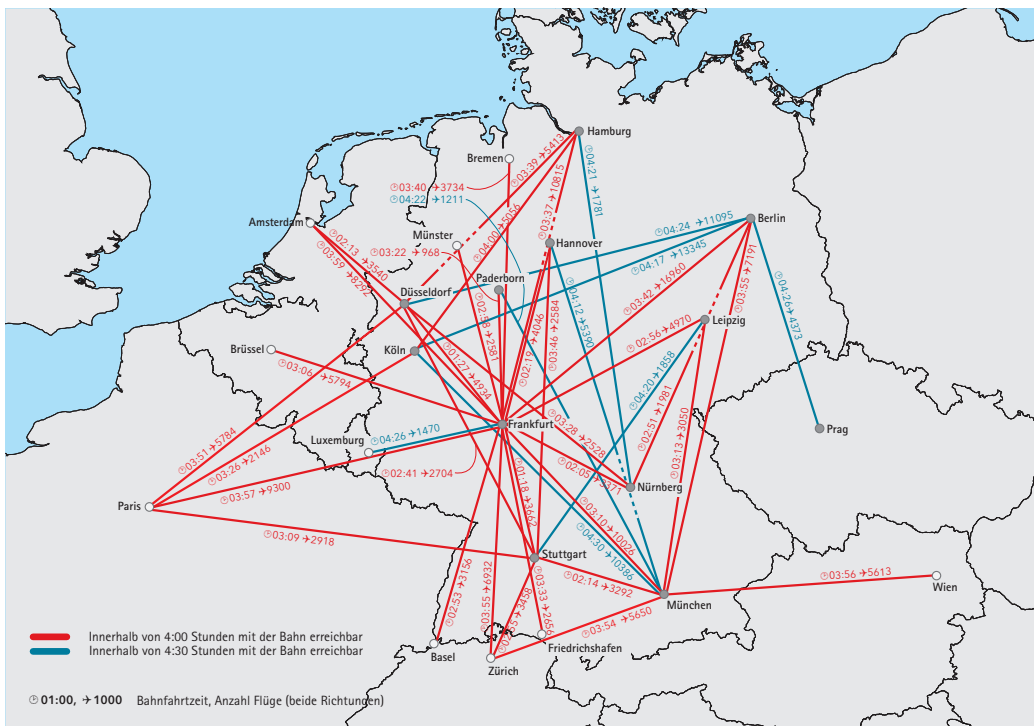 Hamburg
Bremen
🕑03:39 ✈5413
🕑03:40 ✈3734
🕑04:22 ✈1211
🕑04:21 ✈1781
🕑03:37 ✈10815
🕑04:00 ✈5056
Amsterdam
🕑02:13 ✈3540
🕑03:59 ✈8292
Münster
🕑03:22 ✈968
Hannover
Berlin
🕑04:24 ✈11095
🕑04:17 ✈13345
Paderborn
Düsseldorf
🕑03:42 ✈16960
🕑03:55 ✈7191
🕑04:26 ✈4373
🕑04:12 ✈5390
🕑02:58 ✈2581
🕑02:19 ✈4046
🕑03:46 ✈2584
Leipzig
🕑02:56 ✈4970
Köln
Brüssel
🕑03:06 ✈5794
🕑01:27 ✈4934
🕑04:20 ✈1858
🕑02:51 ✈1981
🕑03:13 ✈3050
Frankfurt
Prag
🕑03:28 ✈2528
🕑02:05 ✈3371
Luxemburg
🕑04:26 ✈1470
🕑02:41 ✈2704
🕑03:51 ✈5784
🕑03:26 ✈2146
🕑03:57 ✈9300
Paris
Nürnberg
🕑01:18 ✈3662
🕑03:10 ✈10026
🕑04:30 ✈10386
🕑03:09 ✈2918
Stuttgart
🕑02:14 ✈3292
🕑03:56 ✈5613
Wien
München
🕑02:53 ✈3156
🕑03:55 ✈6932
✈3458
🕑03:33 ✈2656
🕑03:54 ✈5650
Basel
Zürich
Friedrichshafen
Innerhalb von 4:00 Stunden mit der Bahn erreichbar
Innerhalb von 4:30 Stunden mit der Bahn erreichbar
🕑01:00, ✈1000 Bahnfahrtzeit, Anzahl Flüge (beide Richtungen)